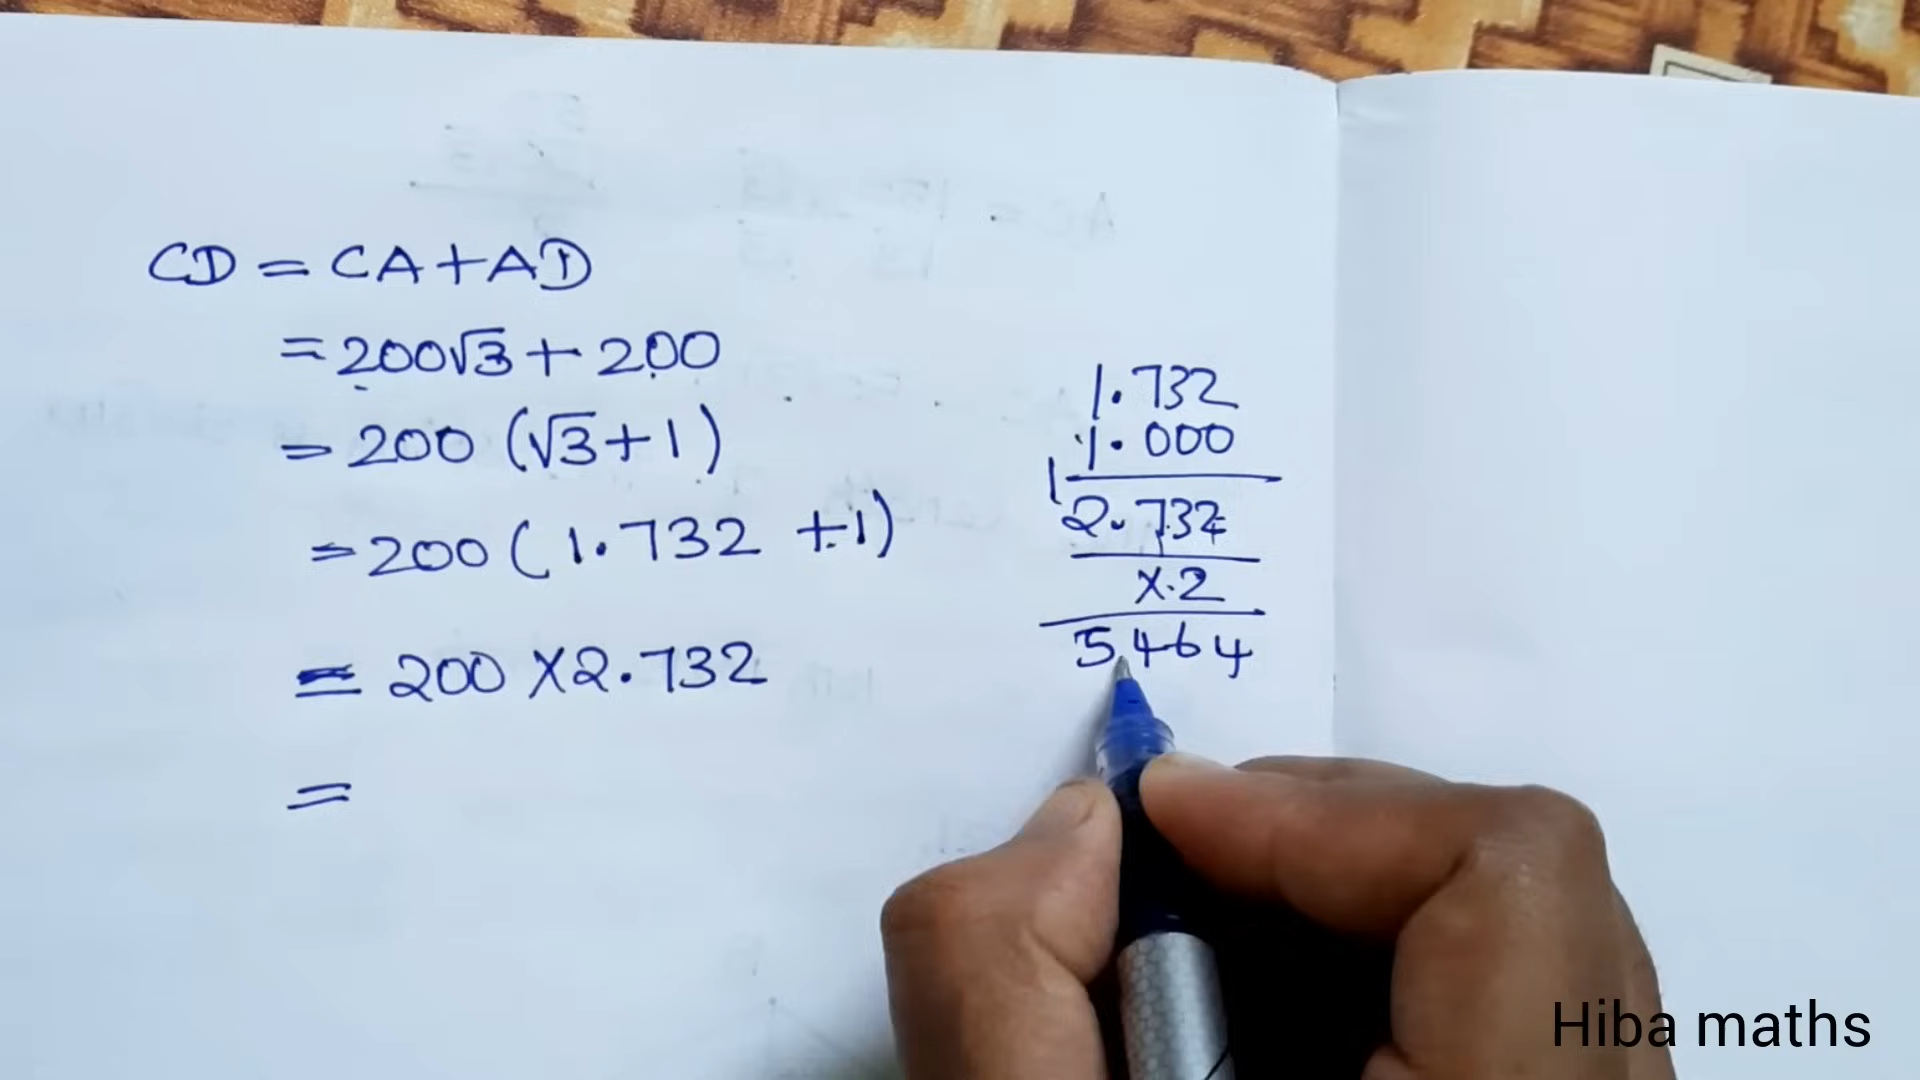 CD = CA + AD
= 200√3 + 200
= 200 (√3 + 1)
= 200 ( 1.732 + 1)
= 200 X 2.732
=
1.732
1.000
1
2.732
x 2
5.464
Hiba maths